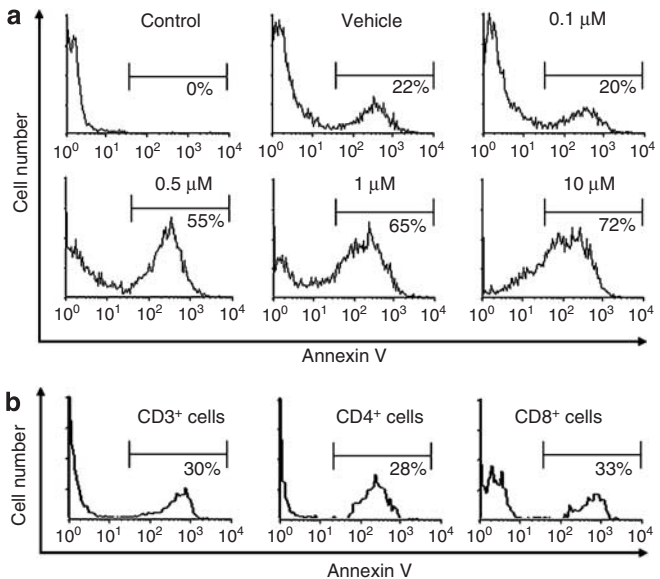 a
Control
Vehicle
0.1 µM
0%
22%
20%
10⁰ 10¹ 10² 10³ 10⁴
10⁰ 10¹ 10² 10³ 10⁴
10⁰ 10¹ 10² 10³ 10⁴
Cell number
0.5 µM
1 µM
10 µM
55%
65%
72%
10⁰ 10¹ 10² 10³ 10⁴
10⁰ 10¹ 10² 10³ 10⁴
10⁰ 10¹ 10² 10³ 10⁴
Annexin V
b
CD3⁺ cells
CD4⁺ cells
CD8⁺ cells
30%
28%
33%
Cell number
10⁰ 10¹ 10² 10³ 10⁴
10⁰ 10¹ 10² 10³ 10⁴
10⁰ 10¹ 10² 10³ 10⁴
Annexin V